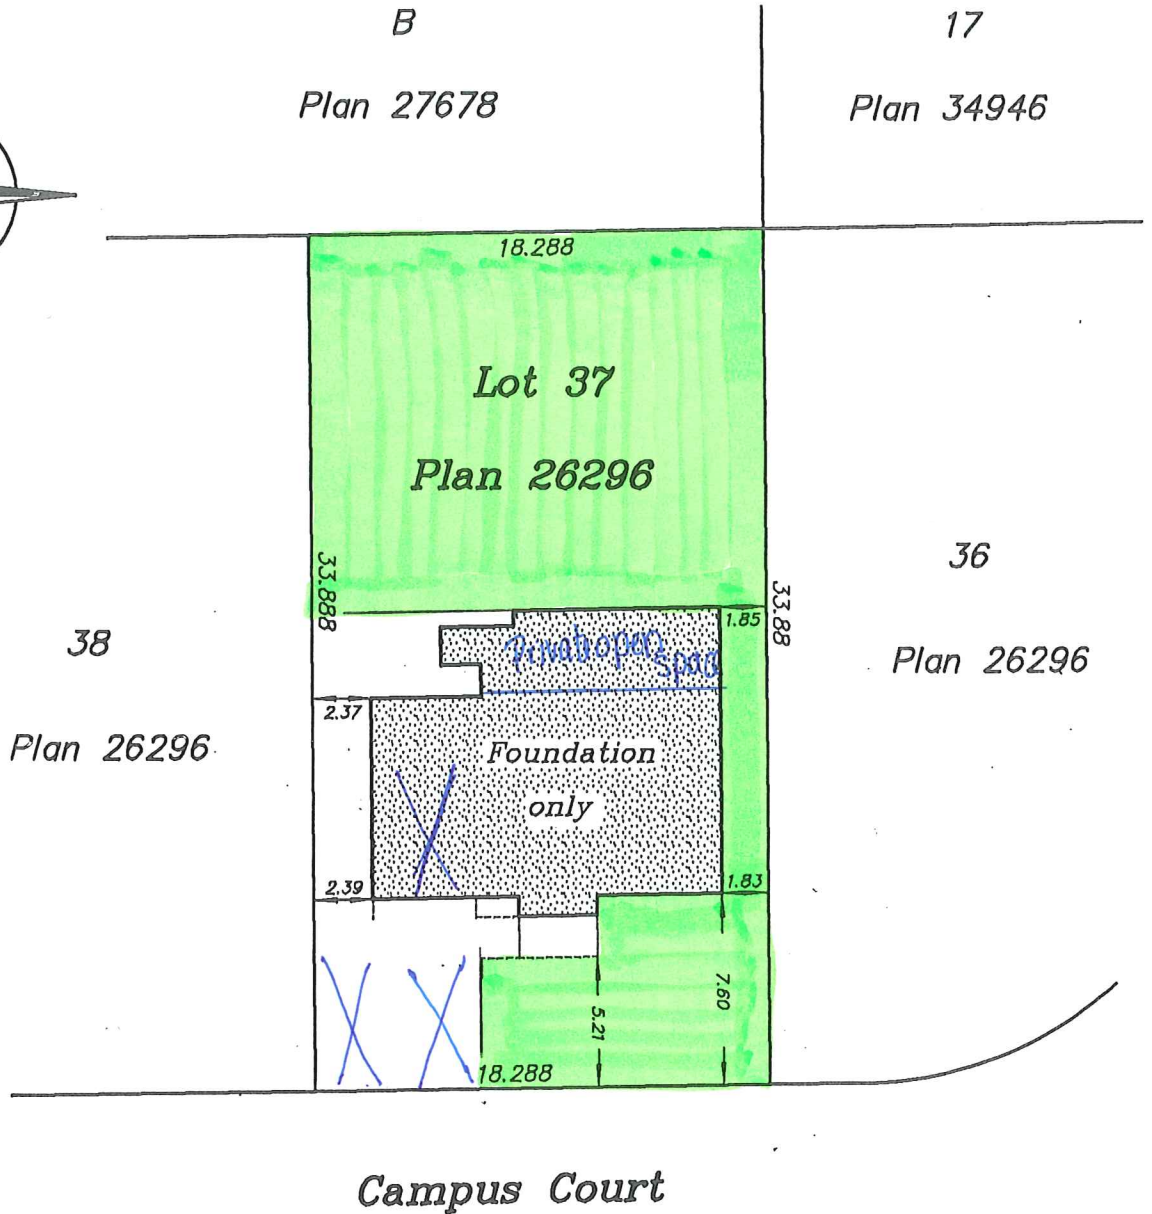 B
17
Plan 27678
Plan 34946
18.288
Lot 37
Plan 26296
33.888
33.88
1.85
36
Plan 26296
38
Plan 26296
open
space
2.37
Foundation
only
2.39
1.83
7.60
5.21
18.288
Campus Court